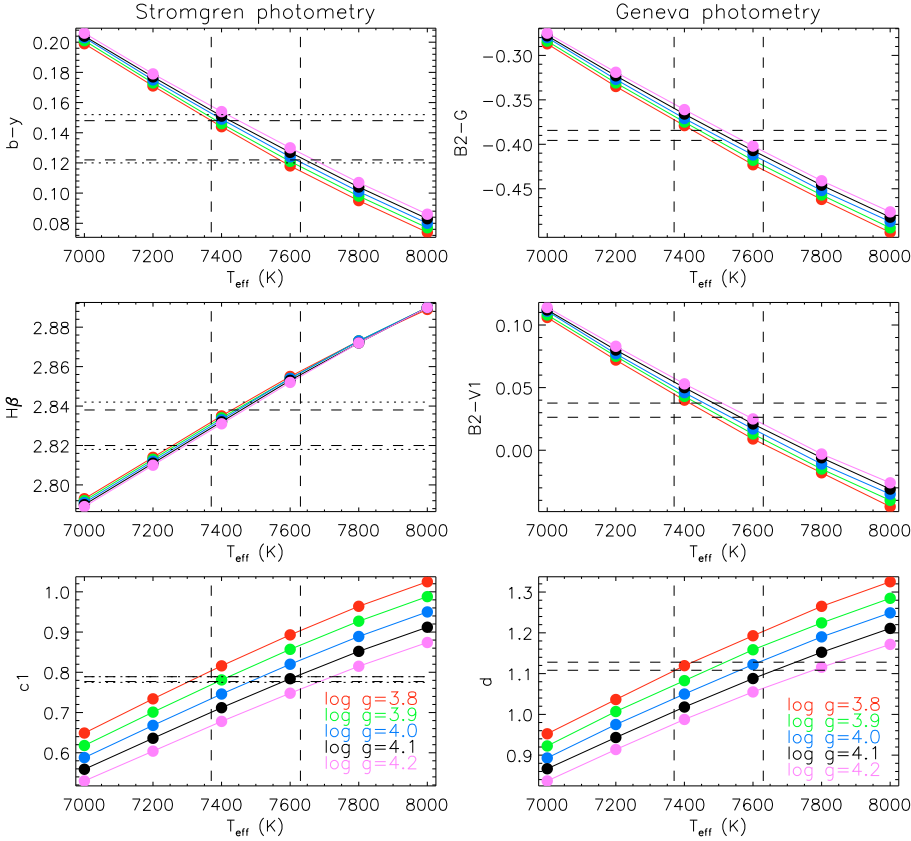 Stromgren photometry
Geneva photometry
0.20
0.18
0.16
0.14
0.12
0.10
0.08
b-y
7000 7200 7400 7600 7800 8000
Teff (K)
-0.30
-0.35
-0.40
-0.45
B2-G
7000 7200 7400 7600 7800 8000
Teff (K)
2.88
2.86
2.84
2.82
2.80
Hβ
7000 7200 7400 7600 7800 8000
Teff (K)
0.10
0.05
0.00
B2-V1
7000 7200 7400 7600 7800 8000
Teff (K)
1.0
0.9
0.8
0.7
0.6
c1
log g=3.8
log g=3.9
log g=4.0
log g=4.1
log g=4.2
7000 7200 7400 7600 7800 8000
Teff (K)
1.3
1.2
1.1
1.0
0.9
d
log g=3.8
log g=3.9
log g=4.0
log g=4.1
log g=4.2
7000 7200 7400 7600 7800 8000
Teff (K)